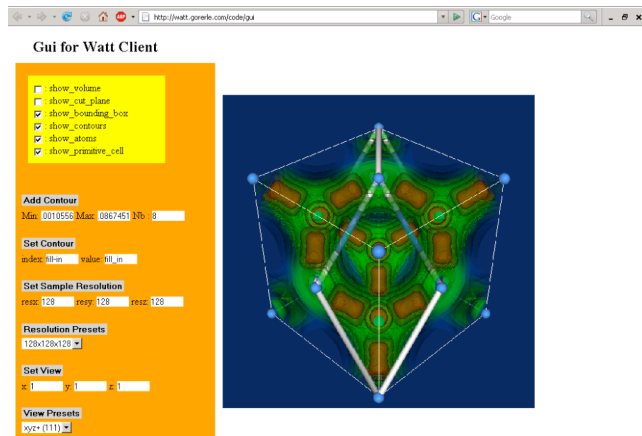 http://watt.gorerle.com/code/gui
Google
Gui for Watt Client
: show_volume
: show_cut_plane
: show_bounding_box
: show_contours
: show_atoms
: show_primitive_cell
Add Contour
Min: .0010556 Max: .0867451 Nb : 8
Set Contour
index: fill-in value: fill_in
Set Sample Resolution
resx: 128 resy: 128 resz: 128
Resolution Presets
128x128x128
Set View
x: 1 y: 1 z: 1
View Presets
xyz+ (111)